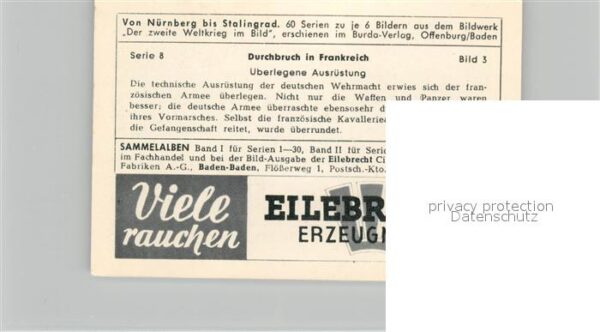 Von Nürnberg bis Stalingrad. 60 Serien zu je 6 Bildern aus dem Bildwerk
„Der zweite Weltkrieg im Bild", erschienen im Burda-Verlag, Offenburg/Baden
Serie 8 Durchbruch in Frankreich Bild 3
Überlegene Ausrüstung
Die technische Ausrüstung der deutschen Wehrmacht erwies sich der fran-
zösischen Armee überlegen. Nicht nur die Waffen und Panzer waren
besser; die deutsche Armee überraschte ebensosehr d
ihres Vormarsches. Selbst die französische Kavallerie
die Gefangenschaft reitet, wurde überrundet.
SAMMELALBEN Band I für Serien I—30, Band II für Serie
im Fachhandel und bei der Bild-Ausgabe der Eilebrecht Ci
Fabriken A.-G., Baden-Baden, Flößerweg 1, Postsch.-Kto.
Viele EILEBR
rauchen ERZEUGN
privacy protection
Datenschutz